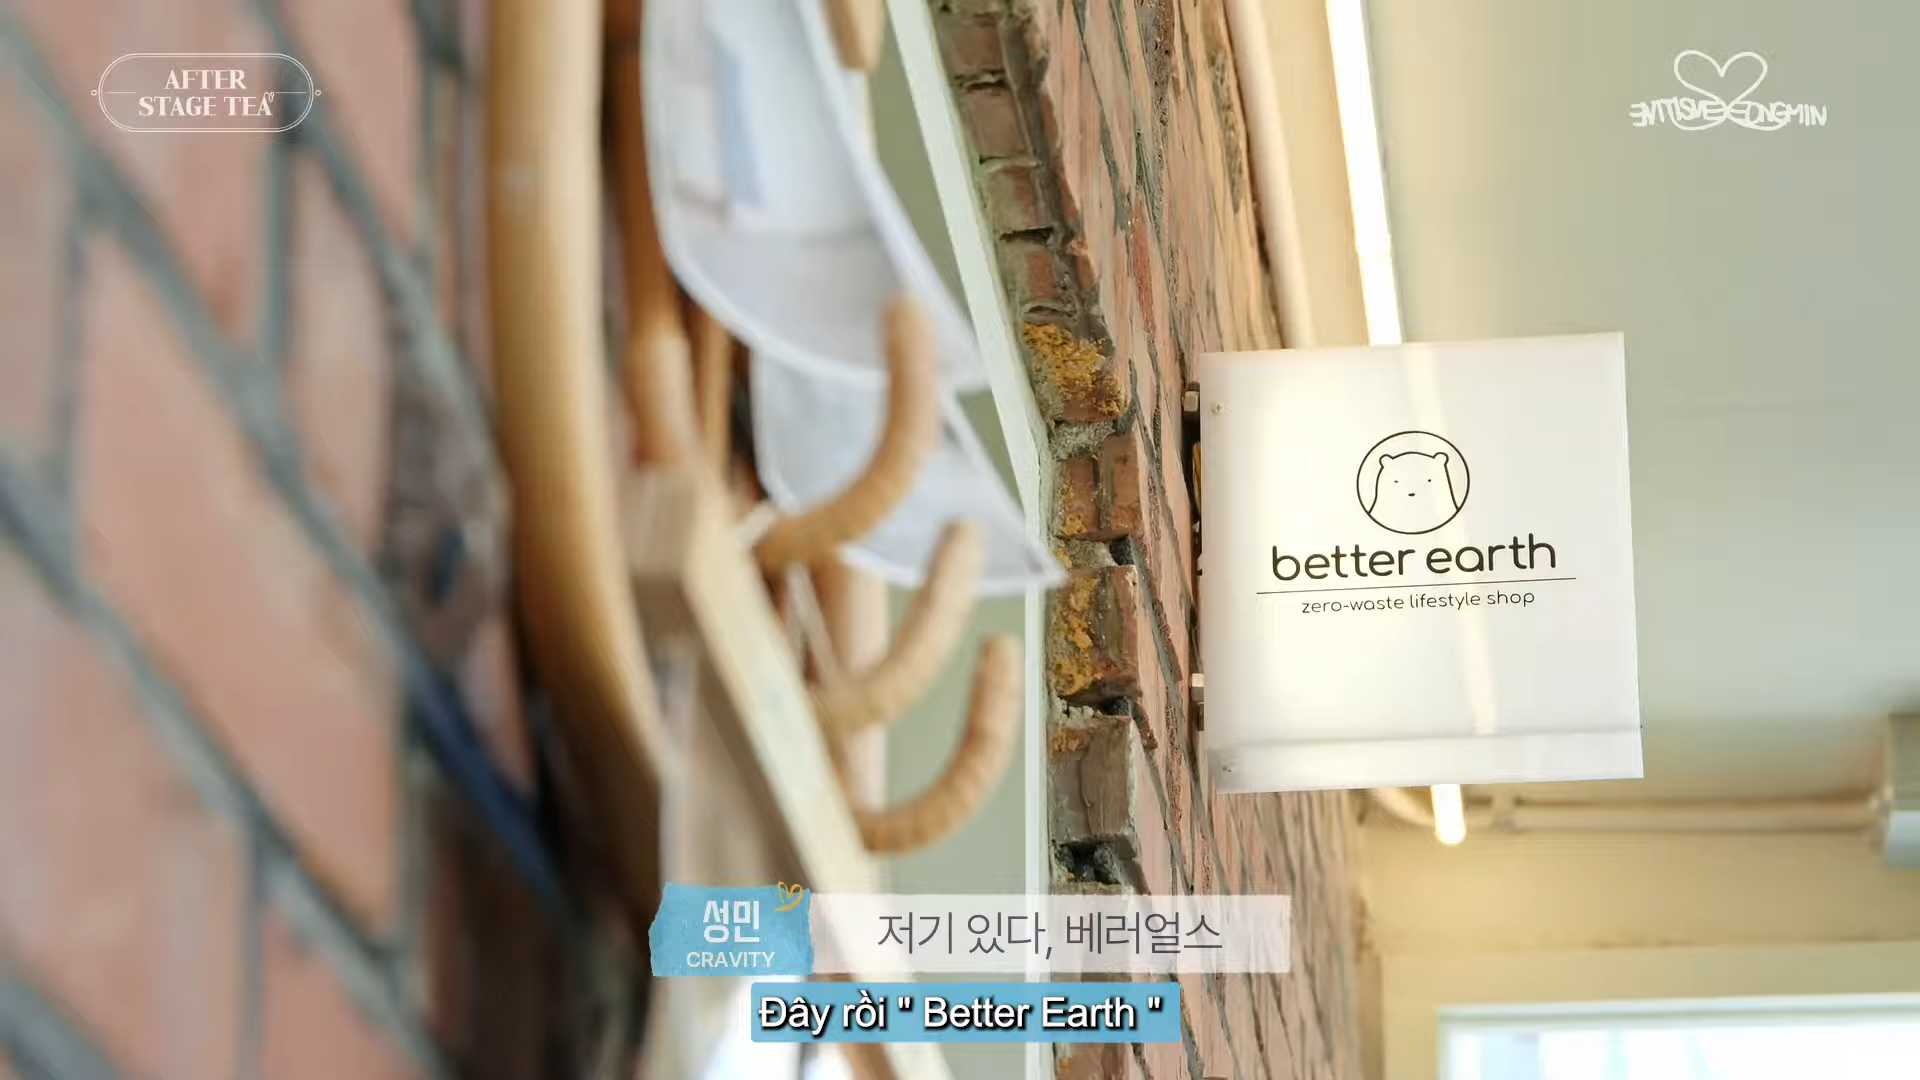 AFTER
STAGE TEA
better earth
zero-waste lifestyle shop
성민
CRAVITY
저기 있다, 베러얼스
Đây rồi " Better Earth "